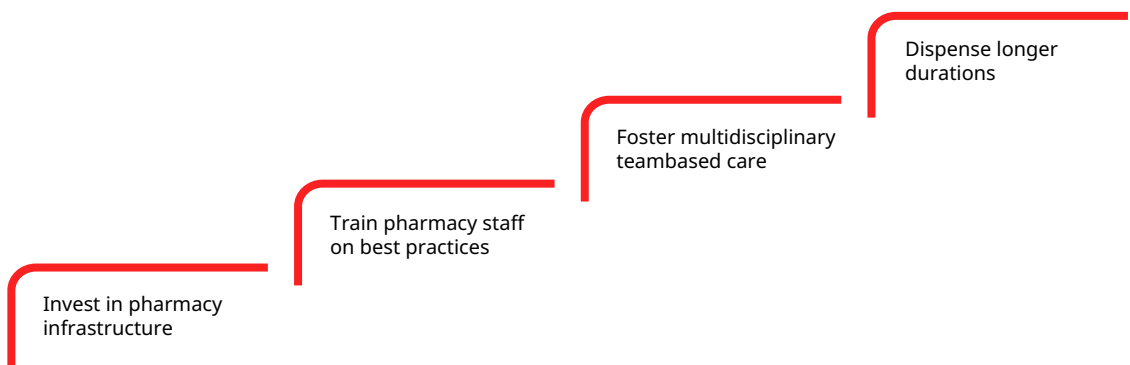 Dispense longer
durations
Foster multidisciplinary
teambased care
Train pharmacy staff
on best practices
Invest in pharmacy
infrastructure